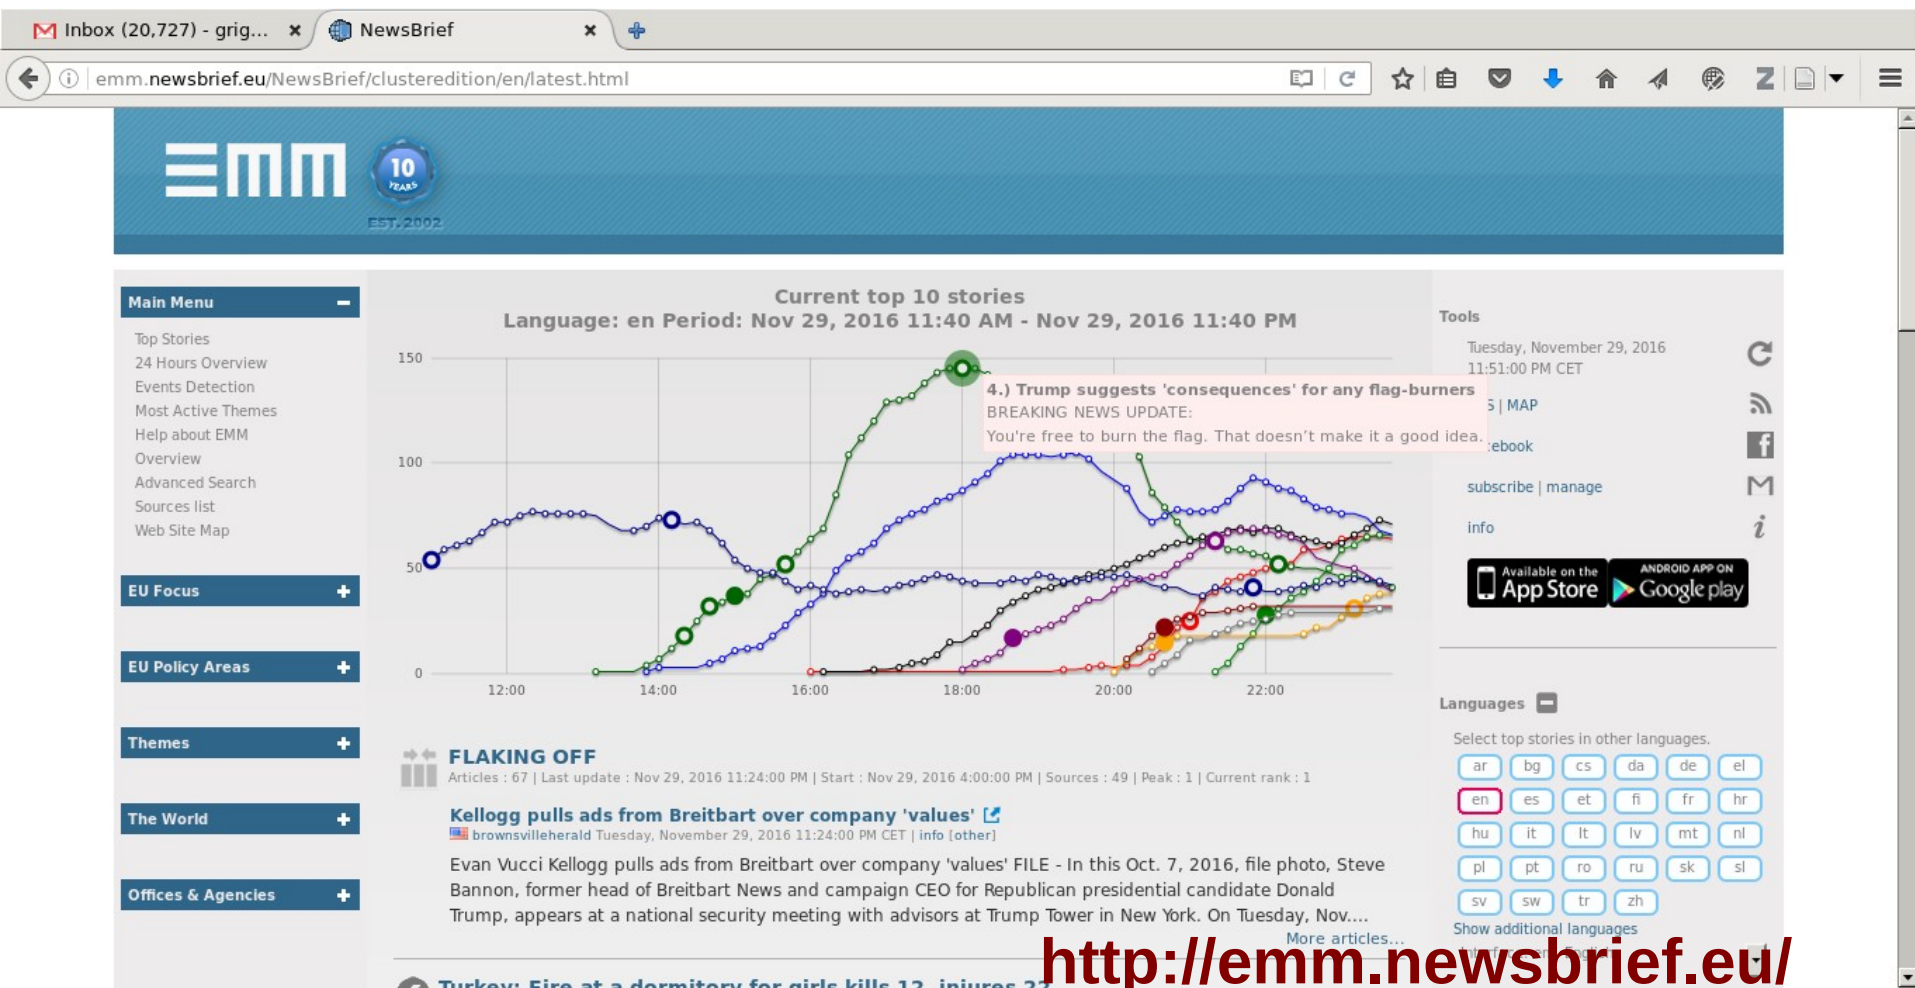 Inbox (20,727) - grig...
NewsBrief
emm.newsbrief.eu/NewsBrief/clusteredition/en/latest.html
EMM
10
YEARS
EST. 2002
Main Menu
Top Stories
24 Hours Overview
Events Detection
Most Active Themes
Help about EMM
Overview
Advanced Search
Sources list
Web Site Map
EU Focus
EU Policy Areas
Themes
The World
Offices & Agencies
Current top 10 stories
Language: en Period: Nov 29, 2016 11:40 AM - Nov 29, 2016 11:40 PM
150
100
50
0
12:00 14:00 16:00 18:00 20:00 22:00
4.) Trump suggests 'consequences' for any flag-burners
BREAKING NEWS UPDATE:
You're free to burn the flag. That doesn’t make it a good idea.
FLAKING OFF
Articles : 67 | Last update : Nov 29, 2016 11:24:00 PM | Start : Nov 29, 2016 4:00:00 PM | Sources : 49 | Peak : 1 | Current rank : 1
Kellogg pulls ads from Breitbart over company 'values'
brownsvilleherald Tuesday, November 29, 2016 11:24:00 PM CET | info [other]
Evan Vucci Kellogg pulls ads from Breitbart over company 'values' FILE - In this Oct. 7, 2016, file photo, Steve
Bannon, former head of Breitbart News and campaign CEO for Republican presidential candidate Donald
Trump, appears at a national security meeting with advisors at Trump Tower in New York. On Tuesday, Nov....
More articles...
Turkey: Fire at a dormitory for girls kills 12, injures 22
Tools
Tuesday, November 29, 2016
11:51:00 PM CET
S | MAP
ebook
subscribe | manage
info
Available on the
App Store
ANDROID APP ON
Google play
Languages
Select top stories in other languages.
ar bg cs da de el
en es et fi fr hr
hu it lt lv mt nl
pl pt ro ru sk sl
sv sw tr zh
Show additional languages
http://emm.newsbrief.eu/